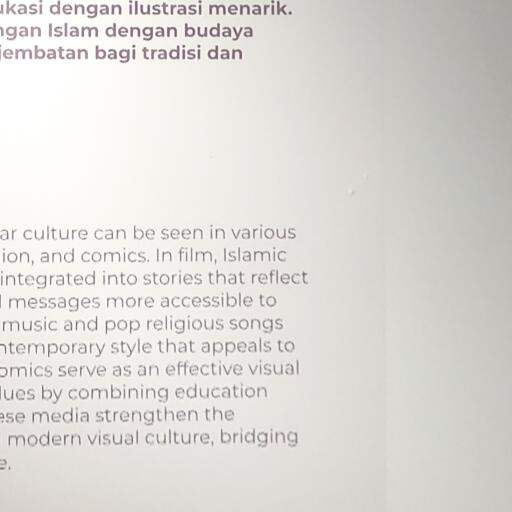 ukasi dengan ilustrasi menarik.
ngan Islam dengan budaya
jembatan bagi tradisi dan
ar culture can be seen in various
ion, and comics. In film, Islamic
integrated into stories that reflect
messages more accessible to
music and pop religious songs
ntemporary style that appeals to
omics serve as an effective visual
lues by combining education
ese media strengthen the
modern visual culture, bridging
e.